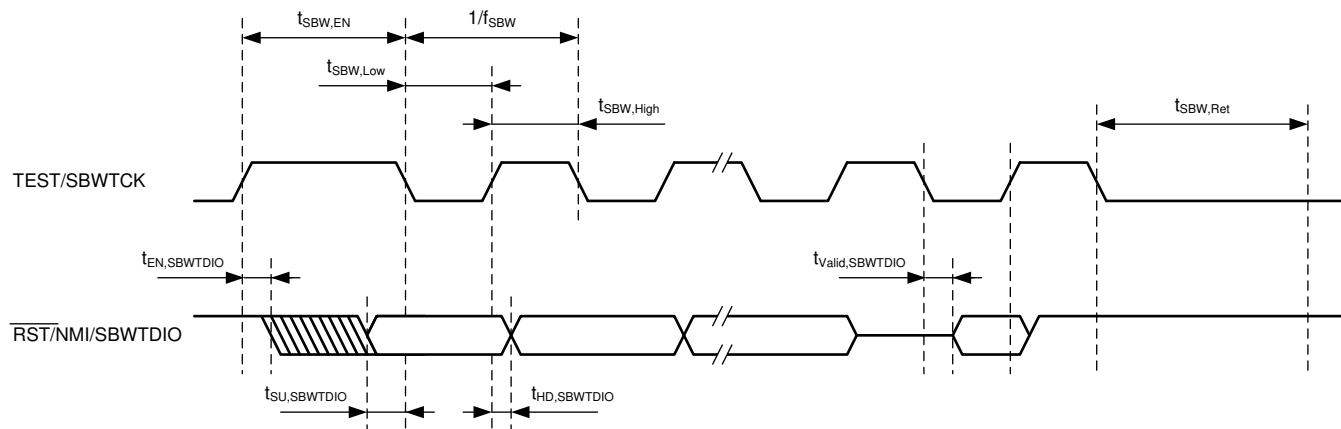 tSBW,EN
1/fSBW
tSBW,Low
tSBW,High
tSBW,Ret
TEST/SBWTCK
tEN,SBWTDIO
tValid,SBWTDIO
RST/NMI/SBWTDIO
tSU,SBWTDIO
tHD,SBWTDIO